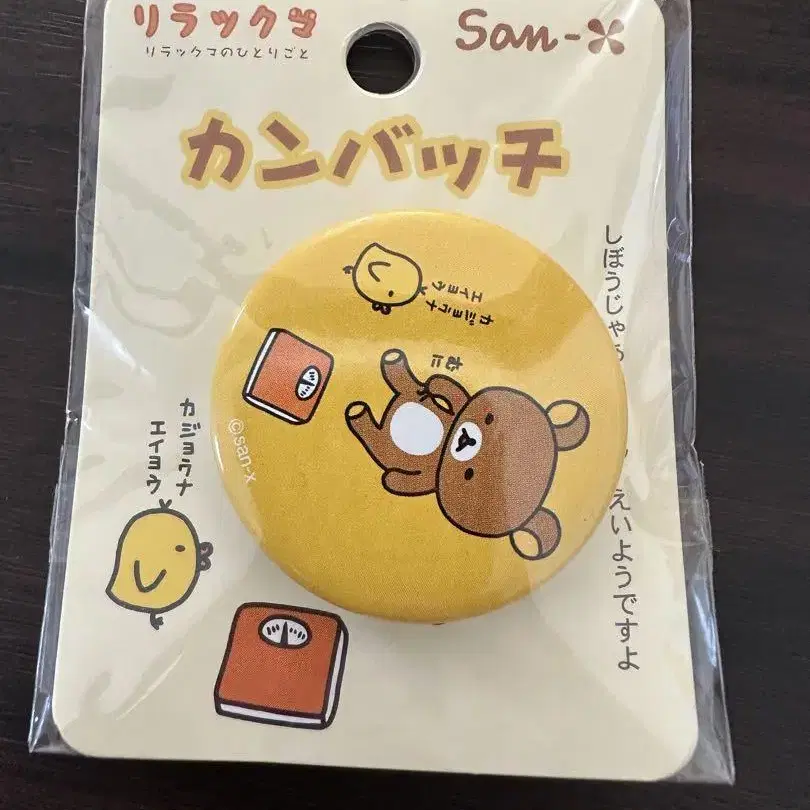 リラックマ
リラックマのひとりごと
San-X
カンバッチ
しぼうじゃ
えいようですよ
カジョウナ
エイヨウ
むに
©san-x
カジョウナ
エイヨウ